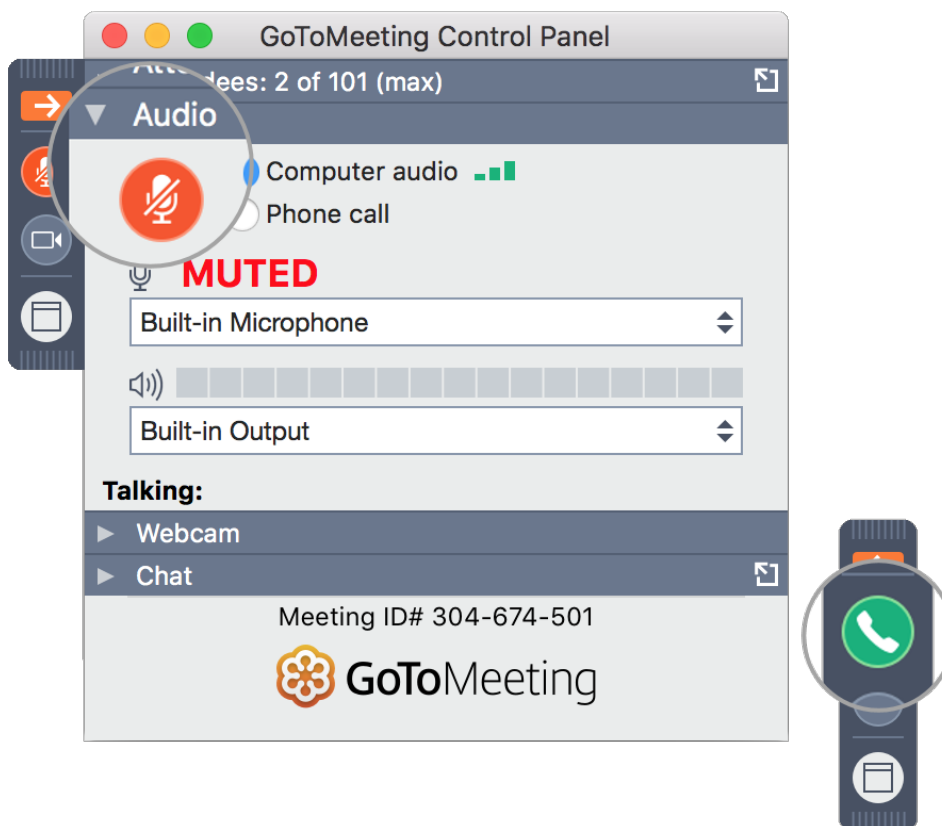 GoToMeeting Control Panel
dees: 2 of 101 (max)
Audio
Computer audio
Phone call
MUTED
Built-in Microphone
Built-in Output
Talking:
Webcam
Chat
Meeting ID# 304-674-501
GoToMeeting